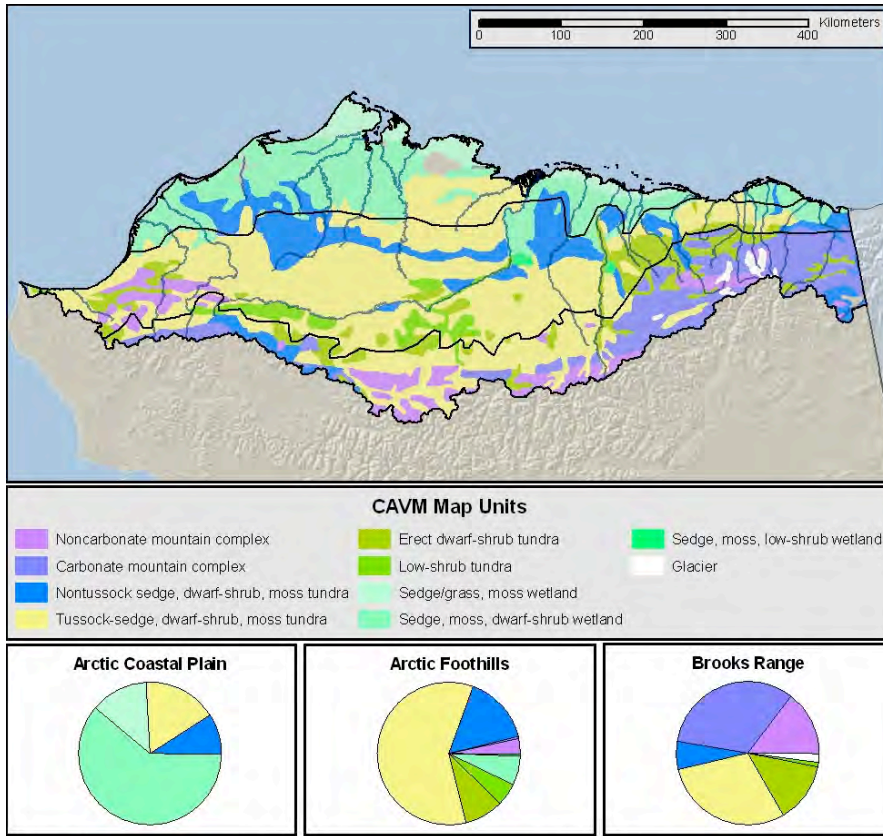 Kilometers
0 100 200 300 400
CAVM Map Units
Noncarbonate mountain complex
Carbonate mountain complex
Nontussock sedge, dwarf-shrub, moss tundra
Tussock-sedge, dwarf-shrub, moss tundra
Erect dwarf-shrub tundra
Low-shrub tundra
Sedge/grass, moss wetland
Sedge, moss, dwarf-shrub wetland
Sedge, moss, low-shrub wetland
Glacier
Arctic Coastal Plain
Arctic Foothills
Brooks Range